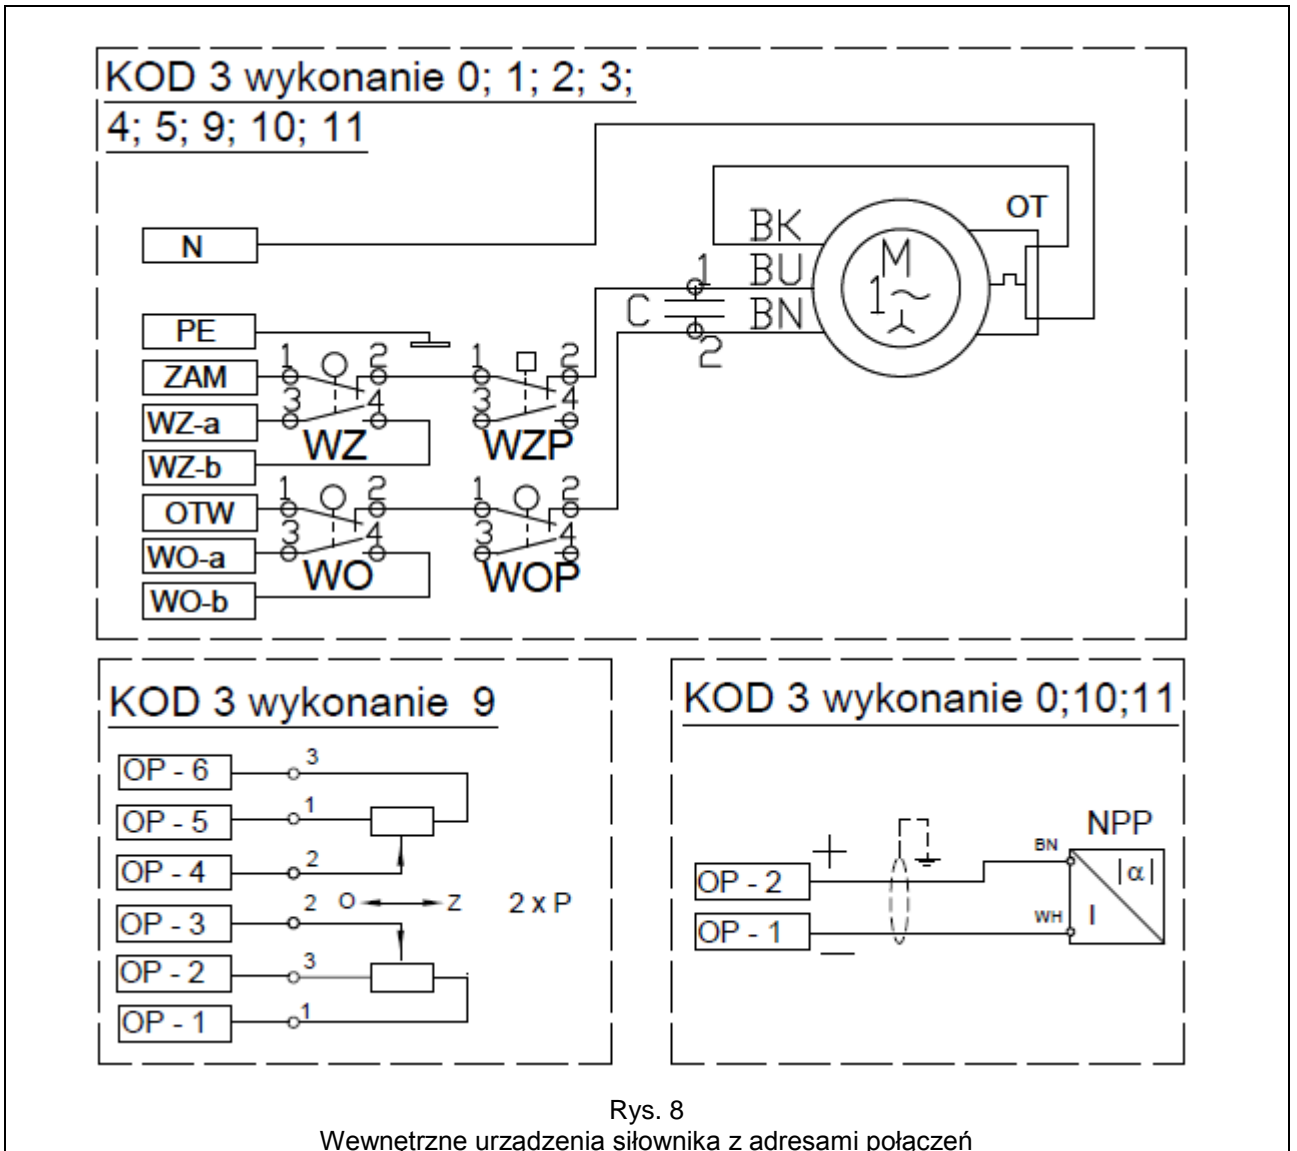 KOD 3 wykonanie 0; 1; 2; 3;
4; 5; 9; 10; 11
OT
BK
N
M
1
BU
1~
C
BN
PE
2
1 2 1 2
ZAM
3 4 3 4
WZ-a
WZ WZP
WZ-b
1 2 1 2
OTW
3 4 3 4
WO-a
WO WOP
WO-b
KOD 3 wykonanie 9
OP - 6 3
OP - 5 1
OP - 4 2
OP - 3 2 O Z 2 x P
OP - 2 3
OP - 1 1
KOD 3 wykonanie 0;10;11
NPP
+ BN
OP - 2 |α|
WH I
OP - 1
—
Rys. 8
Wewnętrzne urządzenia siłownika z adresami połączeń